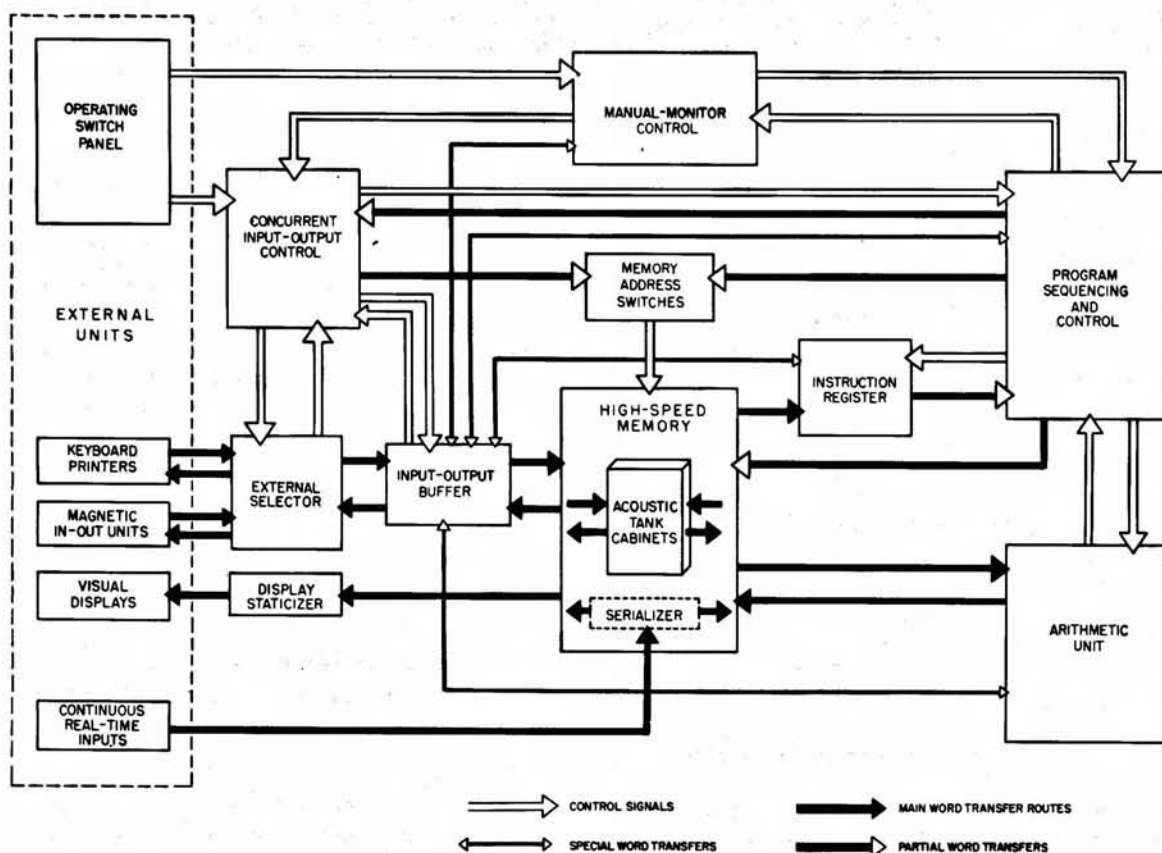 OPERATING
SWITCH
PANEL
MANUAL-MONITOR
CONTROL
CONCURRENT
INPUT-OUTPUT
CONTROL
MEMORY
ADDRESS
SWITCHES
PROGRAM
SEQUENCING
AND
CONTROL
EXTERNAL
UNITS
INSTRUCTION
REGISTER
HIGH-SPEED
MEMORY
KEYBOARD
PRINTERS
EXTERNAL
SELECTOR
INPUT-OUTPUT
BUFFER
ACOUSTIC
TANK
CABINETS
MAGNETIC
IN-OUT UNITS
VISUAL
DISPLAYS
DISPLAY
STATICIZER
SERIALIZER
ARITHMETIC
UNIT
CONTINUOUS
REAL-TIME
INPUTS
CONTROL SIGNALS
MAIN WORD TRANSFER ROUTES
SPECIAL WORD TRANSFERS
PARTIAL WORD TRANSFERS